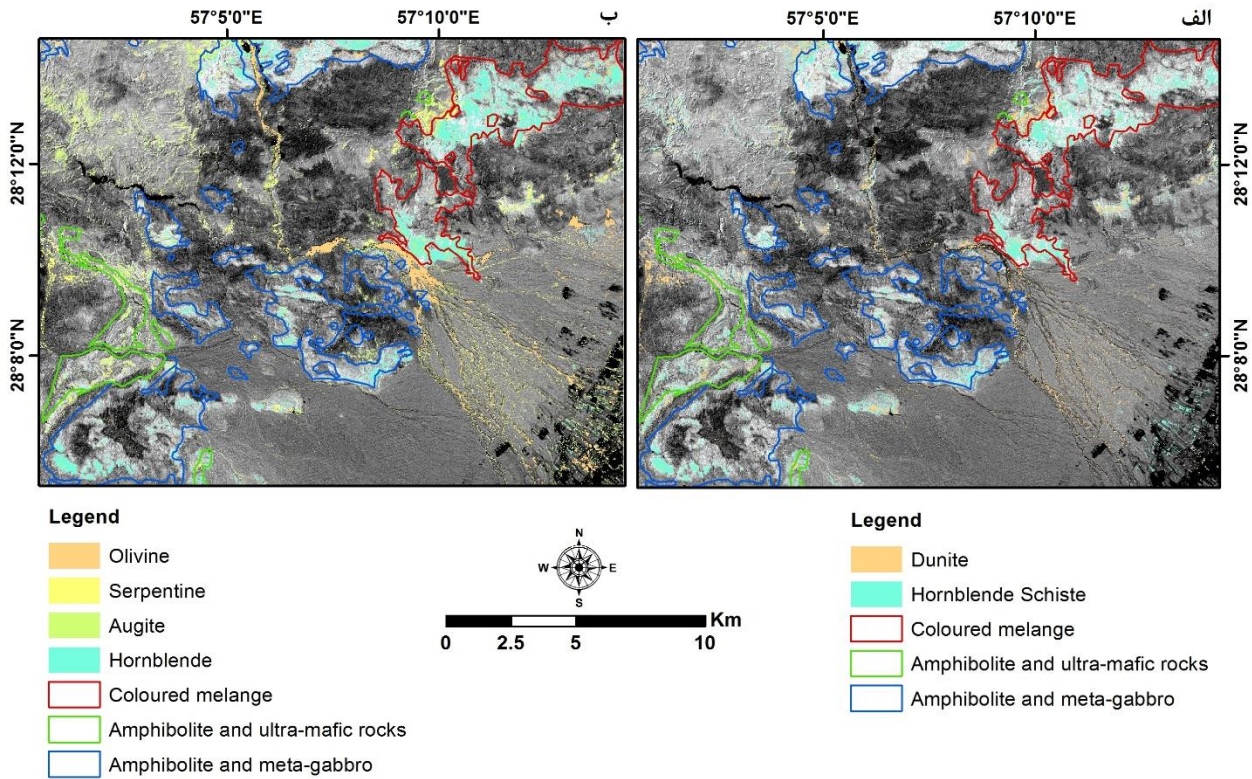 57°5'0"E 57°10'0"E ب
57°5'0"E 57°10'0"E الف
28°12'0"N
28°8'0"N
28°12'0"N
28°8'0"N
Legend
Olivine
Serpentine
Augite
Hornblende
Coloured melange
Amphibolite and ultra-mafic rocks
Amphibolite and meta-gabbro
N
W E
S
Km
0 2.5 5 10
Legend
Dunite
Hornblende Schiste
Coloured melange
Amphibolite and ultra-mafic rocks
Amphibolite and meta-gabbro